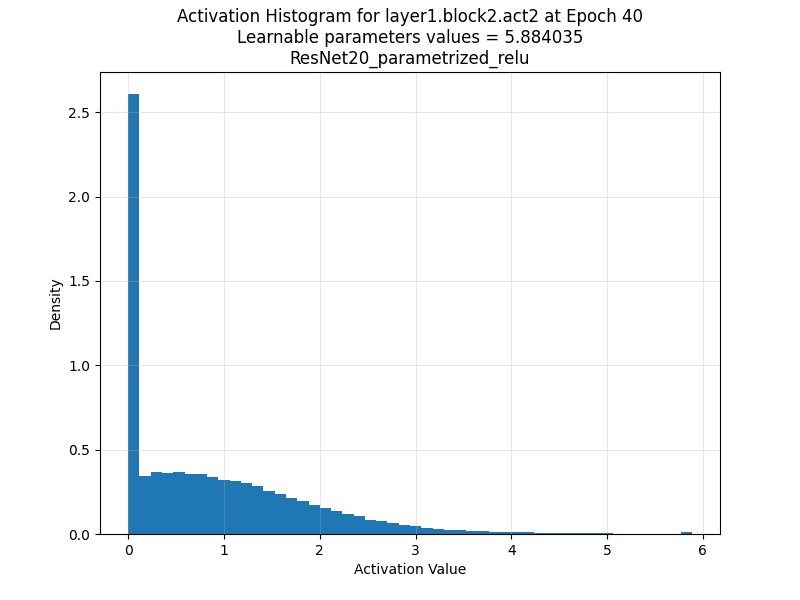 Activation Histogram for layer1.block2.act2 at Epoch 40
Learnable parameters values = 5.884035
ResNet20_parametrized_relu
2.5
2.0
1.5
1.0
0.5
0.0
Density
0 1 2 3 4 5 6
Activation Value